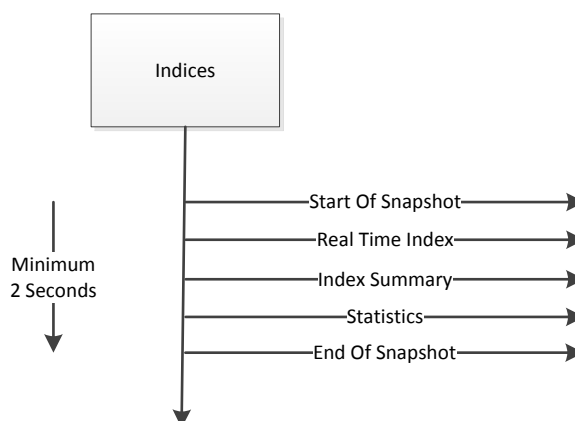 Indices
Start Of Snapshot
Real Time Index
Minimum
2 Seconds
Index Summary
Statistics
End Of Snapshot